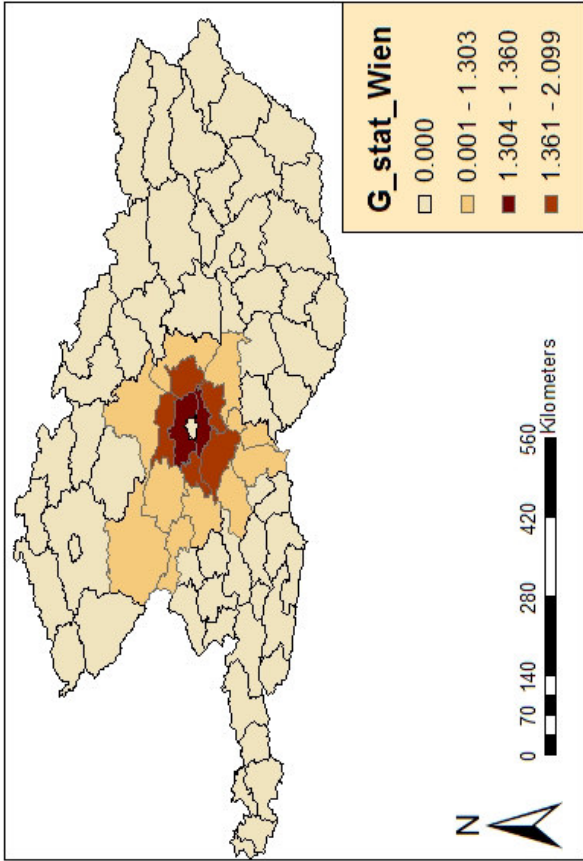 G_stat_Wien
0.000
0.001 - 1.303
1.304 - 1.360
1.361 - 2.099
N
0 70 140 280 420 560
Kilometers